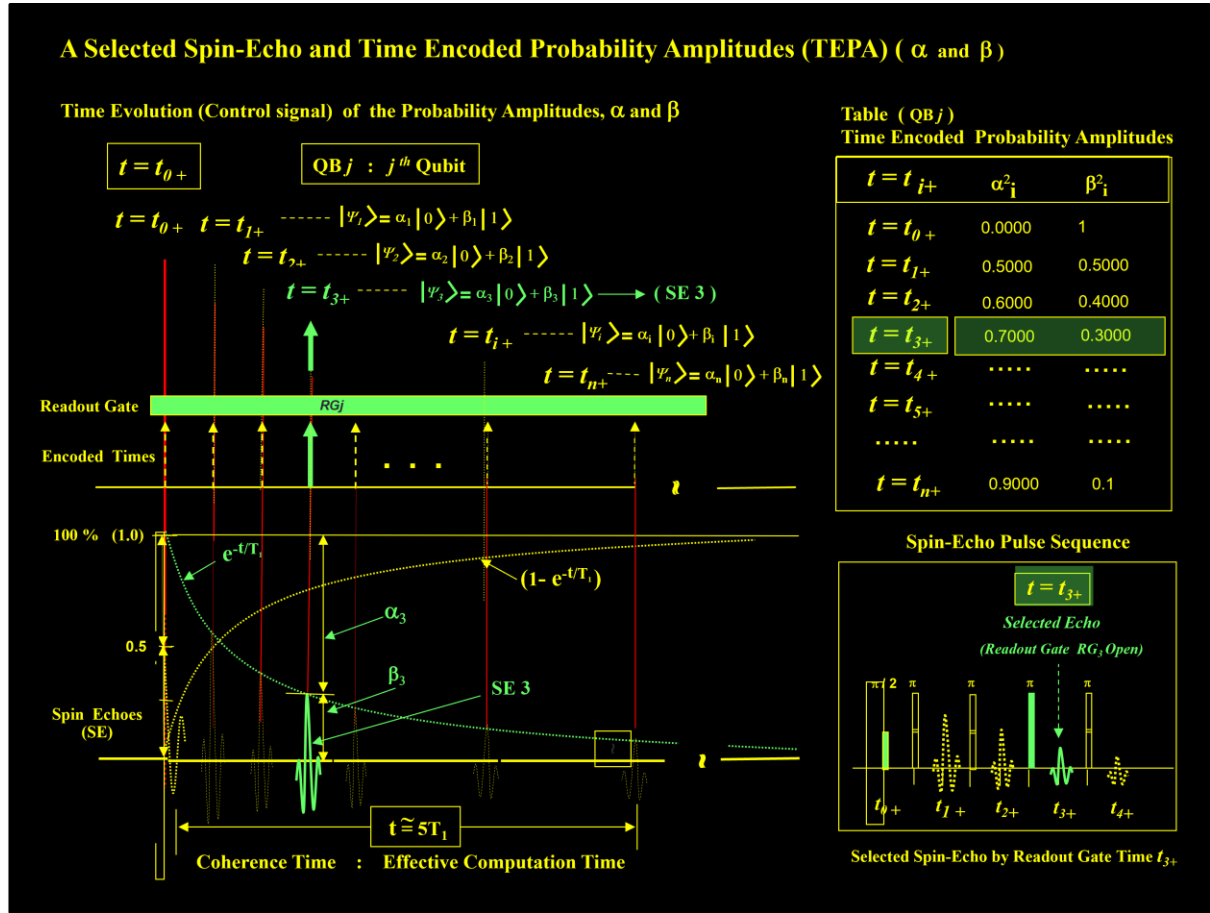 A Selected Spin-Echo and Time Encoded Probability Amplitudes (TEPA) ( α and β )
Time Evolution (Control signal) of the Probability Amplitudes, α and β
t = t0 +
QB j : j th Qubit
t = t0 + t = t1+ ------ |Ψ1⟩= α1|0⟩ + β1|1⟩
t = t2+ ------ |Ψ2⟩= α2|0⟩ + β2|1⟩
t = t3+ ----- |Ψ3⟩= α3|0⟩ + β3|1⟩ ⟶ ( SE 3 )
t = ti + ------- |Ψi⟩= αi|0⟩ + βi|1⟩
t = tn+ ---- |Ψn⟩= αn|0⟩ + βn|1⟩
Readout Gate
RGj
Encoded Times
. . .
≀
100 % (1.0)
e-t/T1
(1- e-t/T1)
α3
0.5
β3
SE 3
Spin Echoes
(SE)
≀
≀
t ≅ 5T1
Coherence Time : Effective Computation Time
Table ( QB j )
Time Encoded Probability Amplitudes
t = t i+ α2i β2i
t = t0 + 0.0000 1
t = t1+ 0.5000 0.5000
t = t2+ 0.6000 0.4000
t = t3+ 0.7000 0.3000
t = t4 + ..... .....
t = t5+ ..... .....
..... ..... .....
t = tn+ 0.9000 0.1
Spin-Echo Pulse Sequence
t = t3+
Selected Echo
(Readout Gate RG3 Open)
π/2 π π π π
t0 + t1 + t2+ t3+ t4+
Selected Spin-Echo by Readout Gate Time t3+